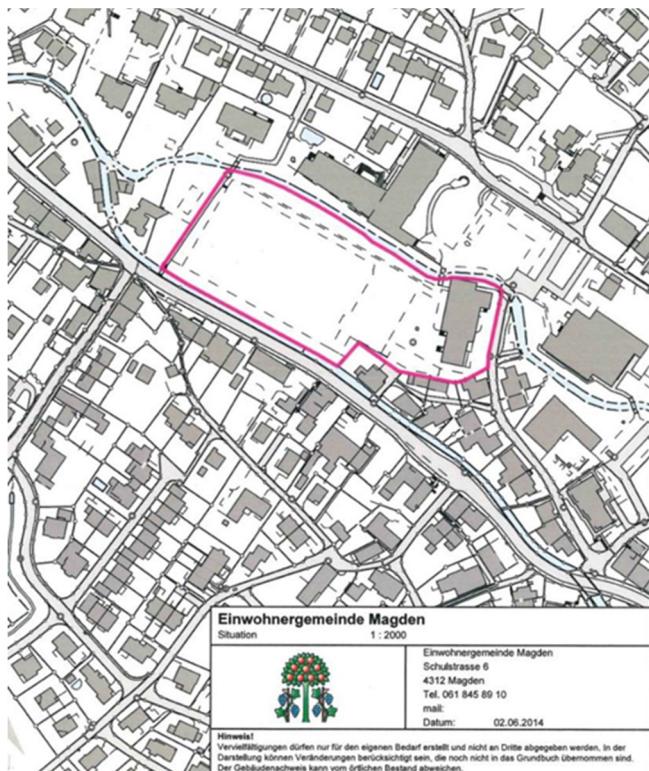 Einwohnergemeinde Magden
Situation 1 : 2000
Einwohnergemeinde Magden
Schulstrasse 6
4312 Magden
Tel. 061 845 89 10
mail:
Datum: 02.06.2014
Hinweis!
Vervielfältigungen dürfen nur für den eigenen Bedarf erstellt und nicht an Dritte abgegeben werden. In der
Darstellung können Veränderungen berücksichtigt sein, die noch nicht in das Grundbuch übernommen sind.
Der Gebäudenachweis kann vom örtlichen Bestand abweichen.